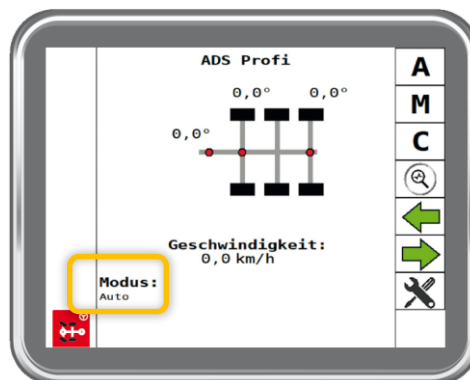 ADS Profi
0,0° 0,0°
0,0°
Geschwindigkeit:
0,0 km/h
Modus:
Auto
A
M
C